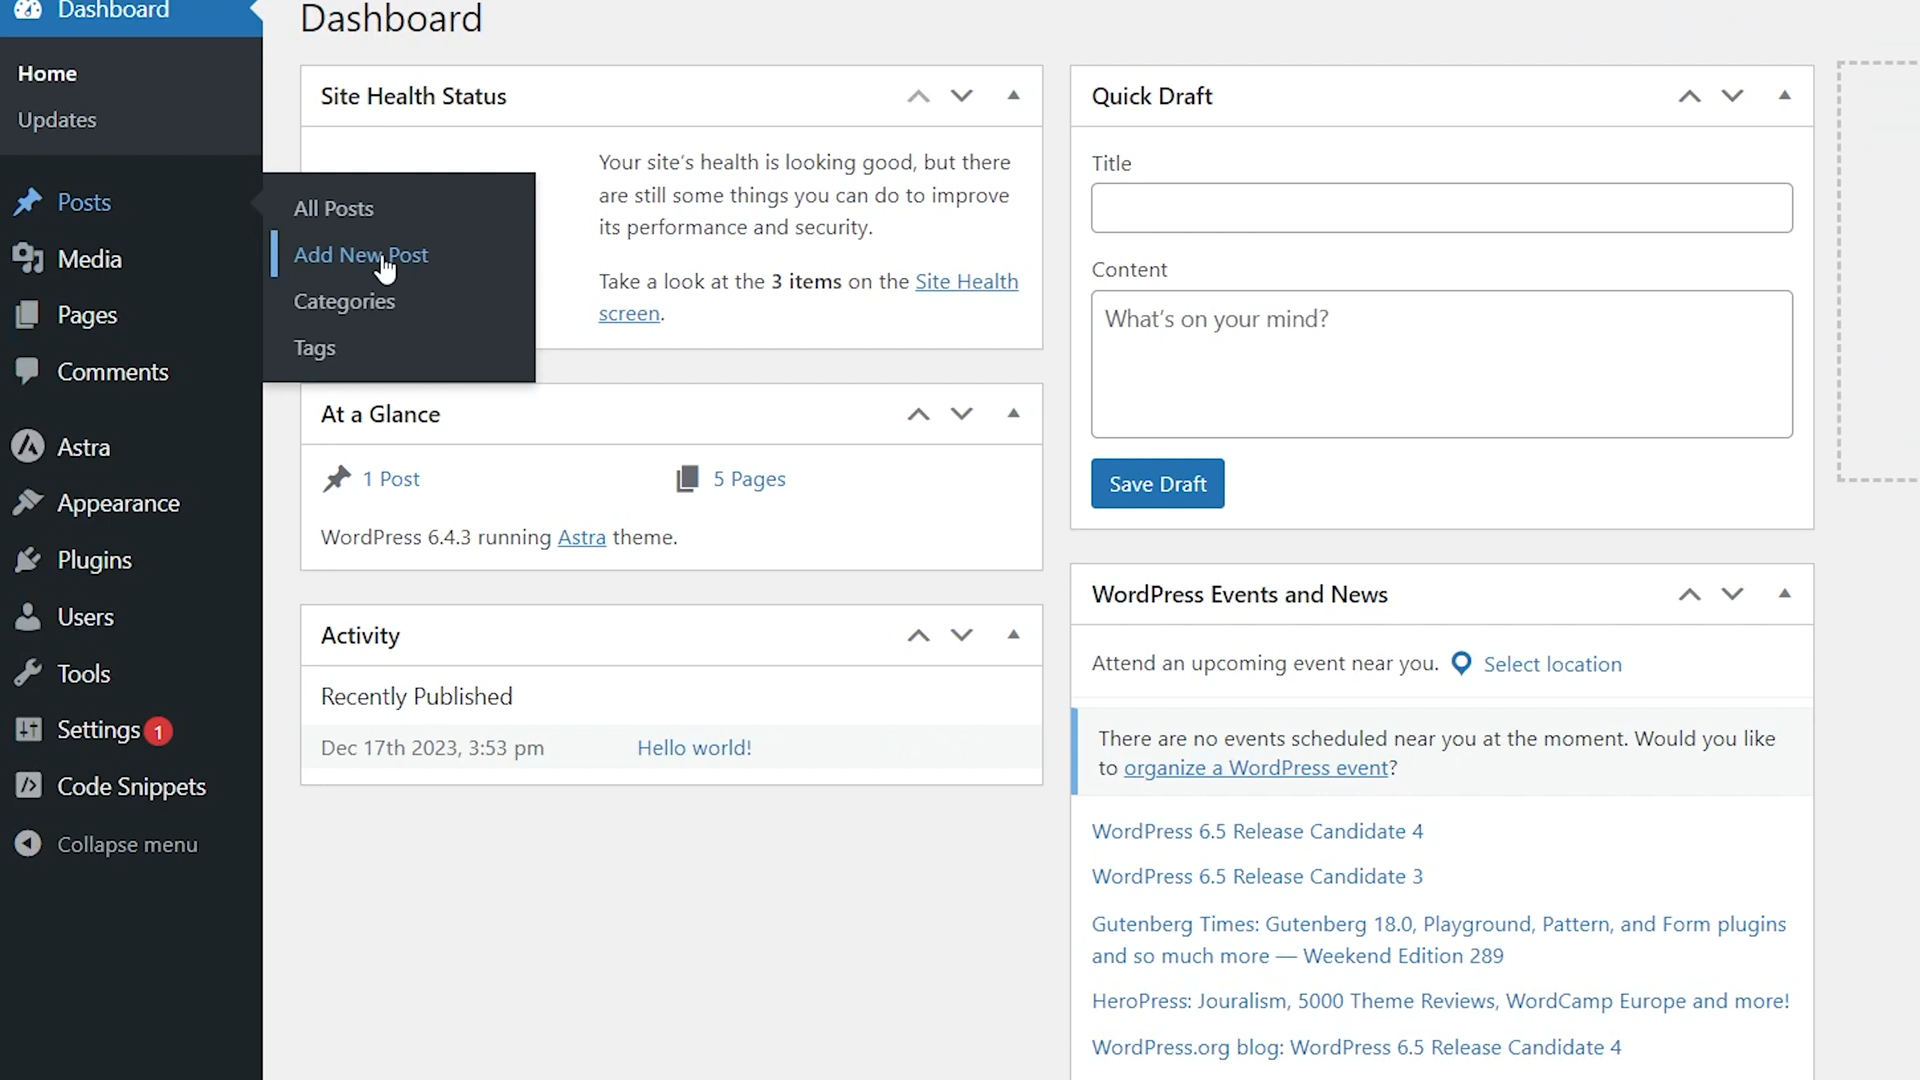 Dashboard
Home
Updates
Posts
Media
Pages
Comments
Astra
Appearance
Plugins
Users
Tools
Settings 1
Code Snippets
Collapse menu
All Posts
Add New Post
Categories
Tags
Dashboard
Site Health Status
Your site's health is looking good, but there
are still some things you can do to improve
its performance and security.
Take a look at the 3 items on the Site Health
screen.
At a Glance
1 Post
5 Pages
WordPress 6.4.3 running Astra theme.
Activity
Recently Published
Dec 17th 2023, 3:53 pm
Hello world!
Quick Draft
Title
Content
What's on your mind?
Save Draft
WordPress Events and News
Attend an upcoming event near you.
Select location
There are no events scheduled near you at the moment. Would you like
to organize a WordPress event?
WordPress 6.5 Release Candidate 4
WordPress 6.5 Release Candidate 3
Gutenberg Times: Gutenberg 18.0, Playground, Pattern, and Form plugins
and so much more — Weekend Edition 289
HeroPress: Jouralism, 5000 Theme Reviews, WordCamp Europe and more!
WordPress.org blog: WordPress 6.5 Release Candidate 4